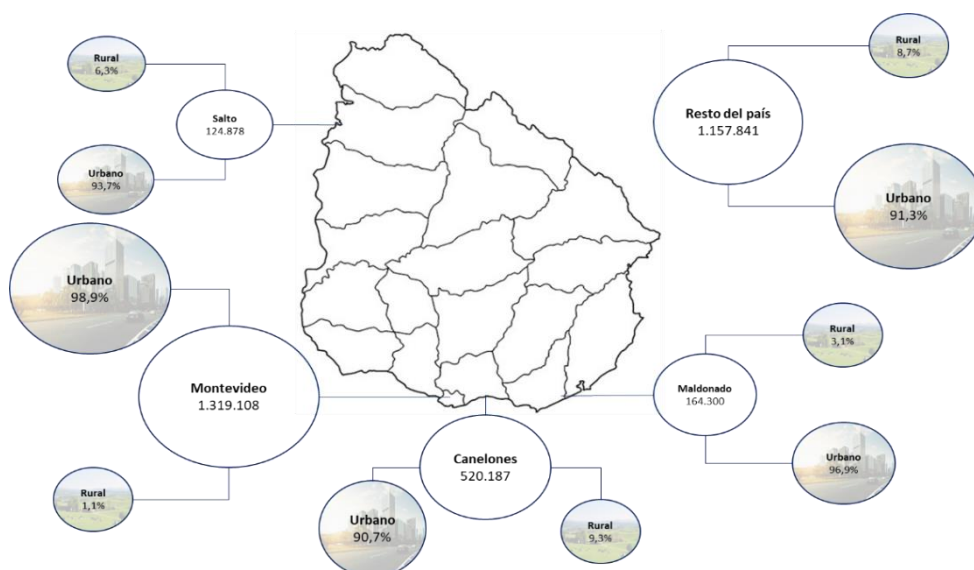 Rural
6,3%
Salto
124.878
Urbano
93,7%
Urbano
98,9%
Montevideo
1.319.108
Rural
1,1%
Canelones
520.187
Urbano
90,7%
Rural
9,3%
Rural
8,7%
Resto del país
1.157.841
Urbano
91,3%
Rural
3,1%
Maldonado
164.300
Urbano
96,9%